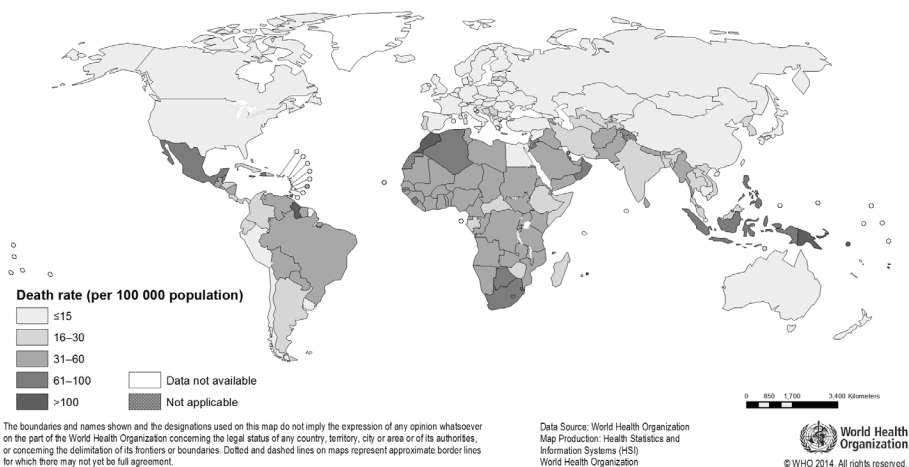 Death rate (per 100 000 population)
≤15
16–30
31–60
61–100
>100
Data not available
Not applicable
0 850 1,700 3,400 Kilometers
The boundaries and names shown and the designations used on this map do not imply the expression of any opinion whatsoever
on the part of the World Health Organization concerning the legal status of any country, territory, city or area or of its authorities,
or concerning the delimitation of its frontiers or boundaries. Dotted and dashed lines on maps represent approximate border lines
for which there may not yet be full agreement.
Data Source: World Health Organization
Map Production: Health Statistics and
Information Systems (HSI)
World Health Organization
World Health
Organization
© WHO 2014. All rights reserved.